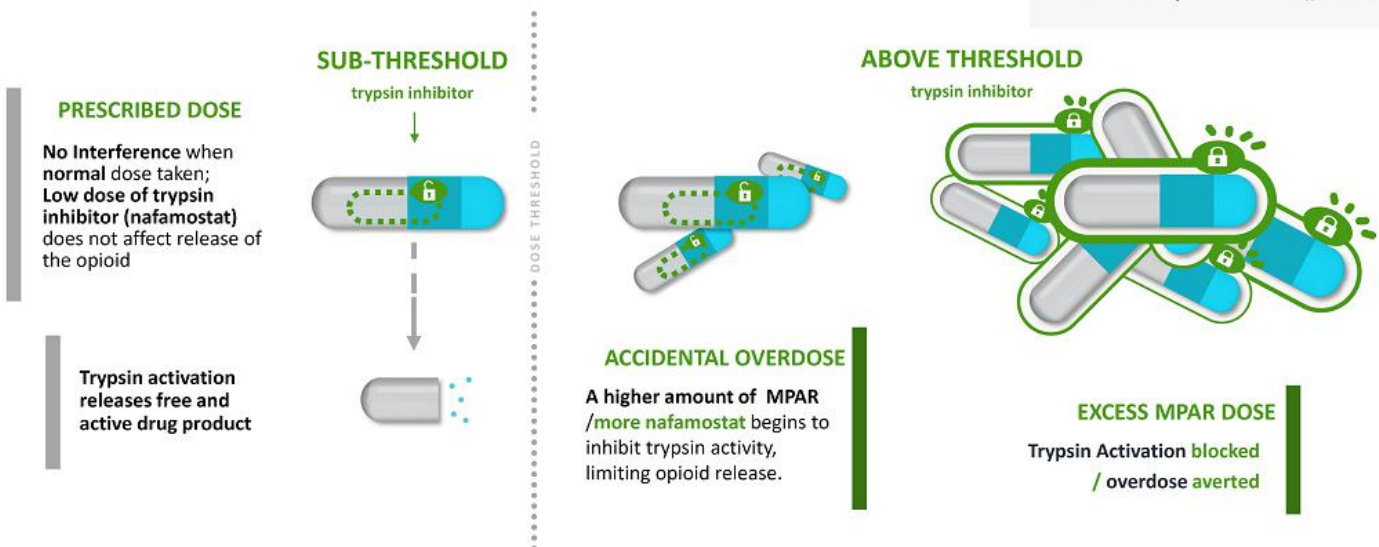 SUB-THRESHOLD
trypsin inhibitor
PRESCRIBED DOSE
No Interference when
normal dose taken;
Low dose of trypsin
inhibitor (nafamostat)
does not affect release of
the opioid
Trypsin activation
releases free and
active drug product
DOSE THRESHOLD
ABOVE THRESHOLD
trypsin inhibitor
ACCIDENTAL OVERDOSE
A higher amount of MPAR
/more nafamostat begins to
inhibit trypsin activity,
limiting opioid release.
EXCESS MPAR DOSE
Trypsin Activation blocked
/ overdose averted